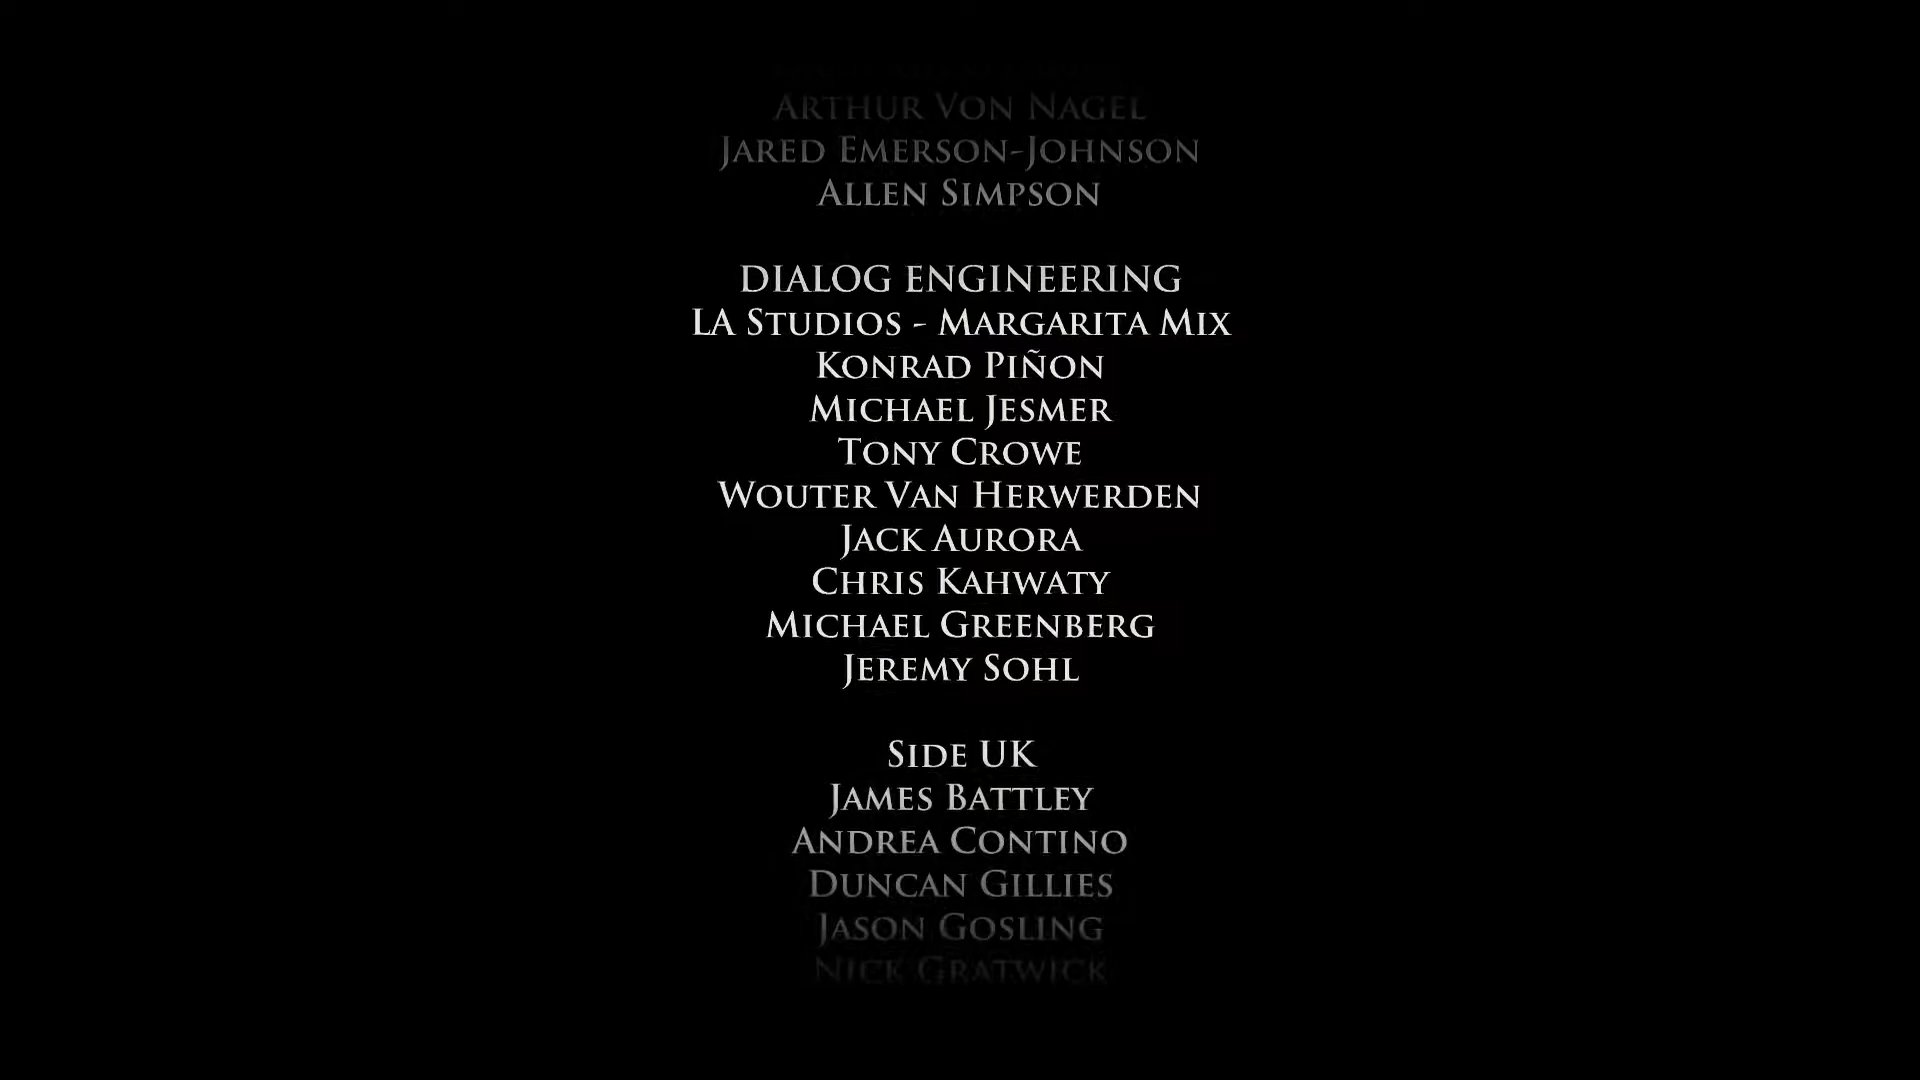 Arthur Von Nagel
Jared Emerson-Johnson
Allen Simpson
DIALOG ENGINEERING
LA Studios - Margarita Mix
Konrad Piñon
Michael Jesmer
Tony Crowe
Wouter Van Herwerden
Jack Aurora
Chris Kahwaty
Michael Greenberg
Jeremy Sohl
Side UK
James Battley
Andrea Contino
Duncan Gillies
Jason Gosling
Nick Gratwick